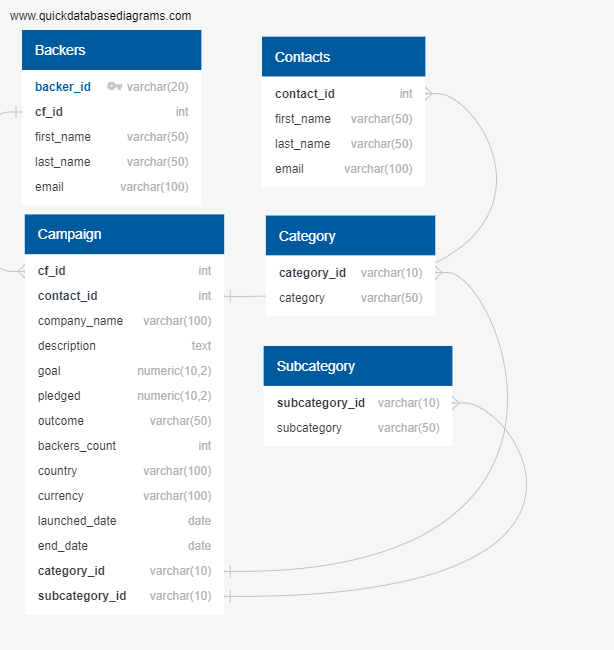 www.quickdatabasediagrams.com
Backers
backer_id varchar(20)
cf_id int
first_name varchar(50)
last_name varchar(50)
email varchar(100)
Contacts
contact_id int
first_name varchar(50)
last_name varchar(50)
email varchar(100)
Campaign
cf_id int
contact_id int
company_name varchar(100)
description text
goal numeric(10,2)
pledged numeric(10,2)
outcome varchar(50)
backers_count int
country varchar(100)
currency varchar(100)
launched_date date
end_date date
category_id varchar(10)
subcategory_id varchar(10)
Category
category_id varchar(10)
category varchar(50)
Subcategory
subcategory_id varchar(10)
subcategory varchar(50)